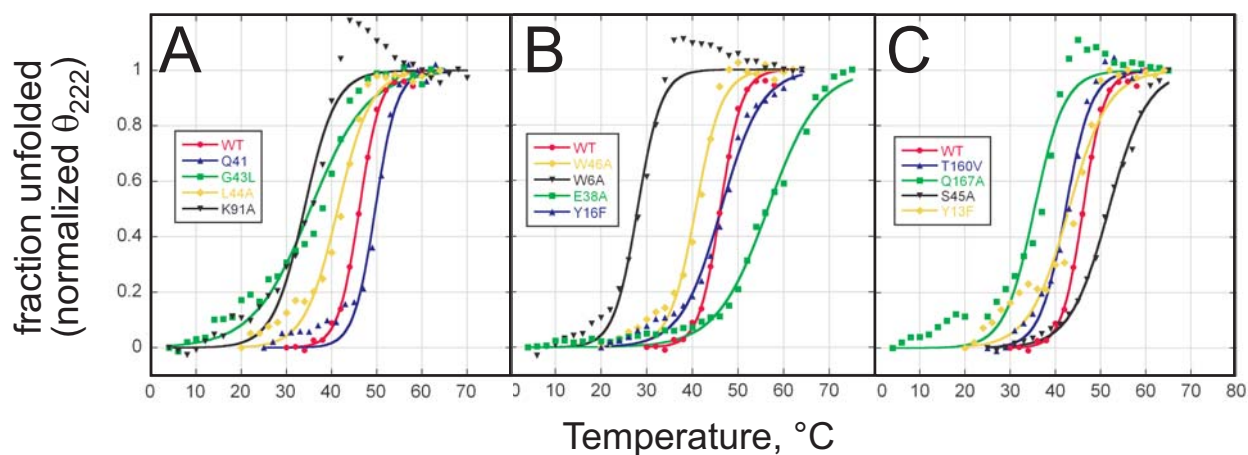 A
B
C
fraction unfolded
(normalized θ222)
1
0.8
0.6
0.4
0.2
0
WT
Q41
G43L
L44A
K91A
WT
W46A
W6A
E38A
Y16F
WT
T160V
Q167A
S45A
Y13F
0 10 20 30 40 50 60 70
0 10 20 30 40 50 60 70
0 10 20 30 40 50 60 70 80
Temperature, °C